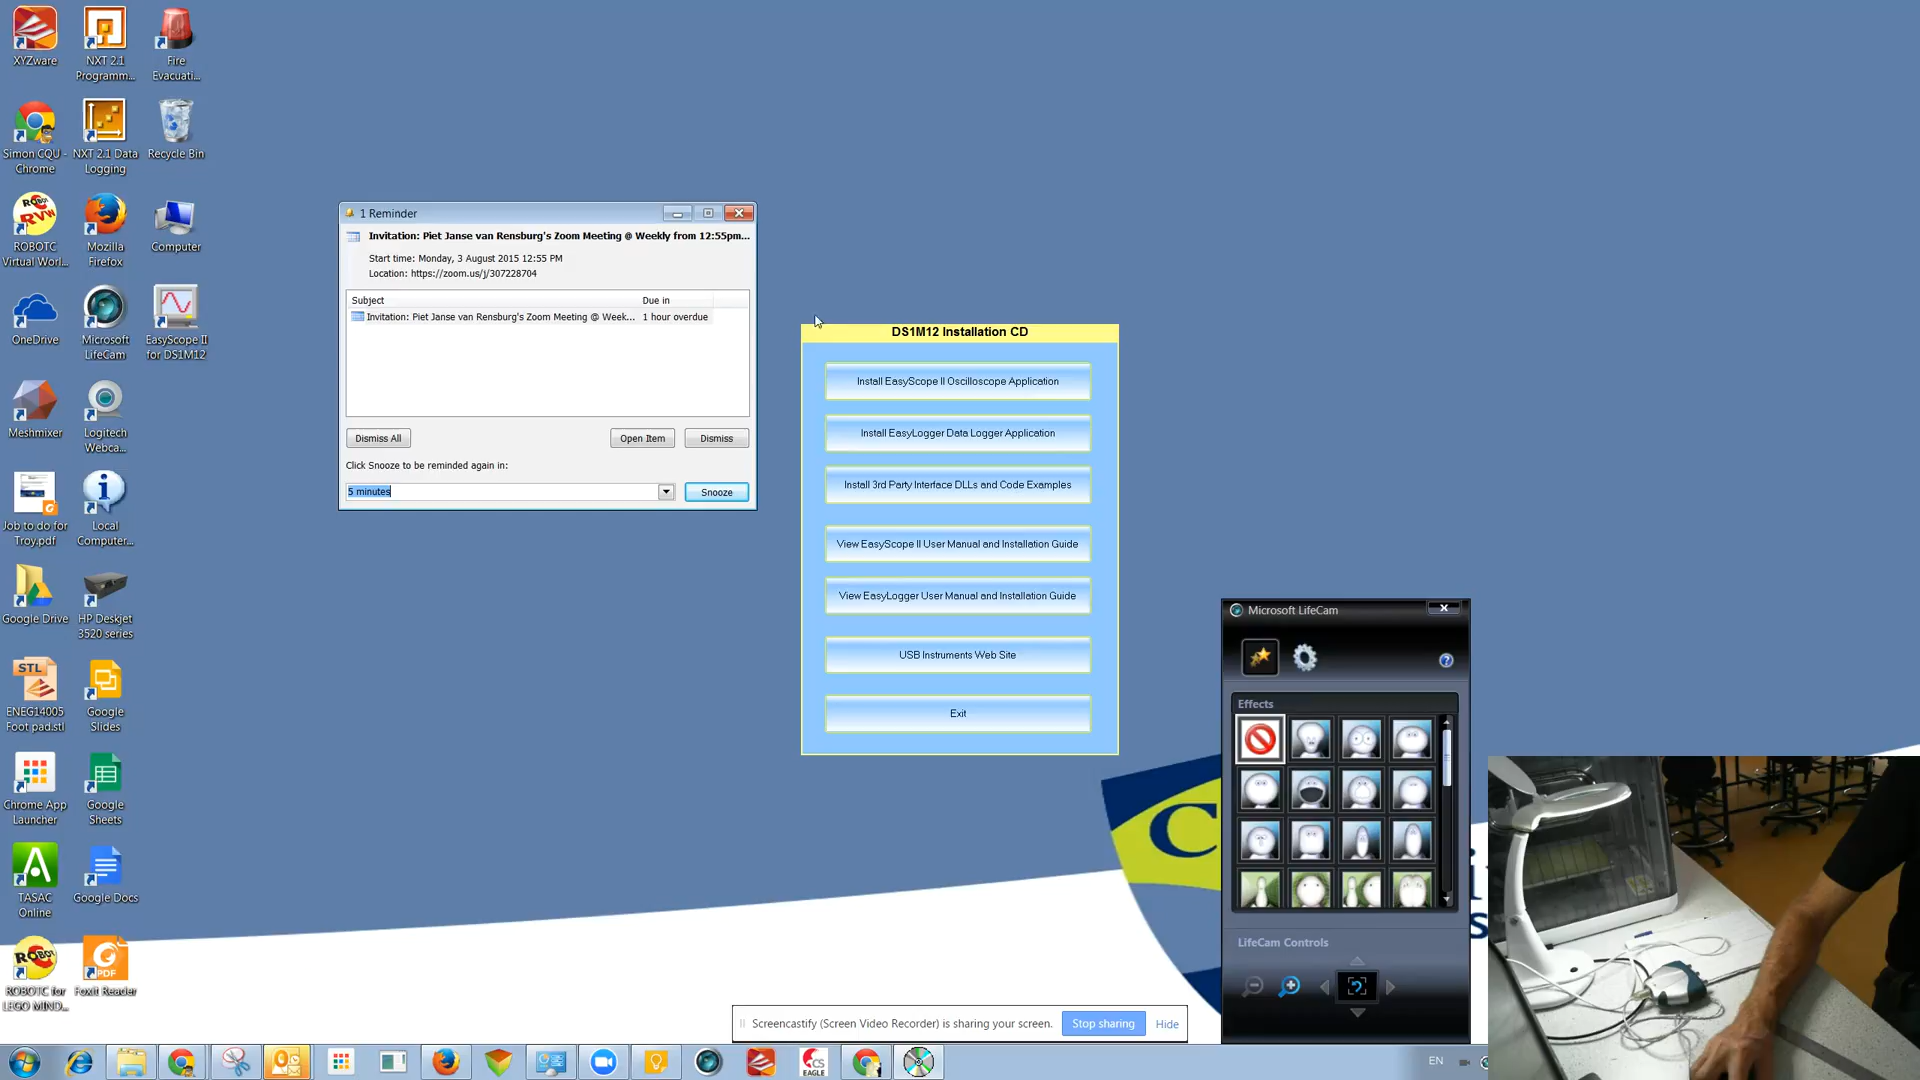 XYZware
NXT 2.1
Programm...
Fire
Evacuati...
Simon CQU -
Chrome
NXT 2.1 Data
Logging
Recycle Bin
ROBOTC
Virtual Worl...
Mozilla
Firefox
Computer
OneDrive
Microsoft
LifeCam
EasyScope II
for DS1M12
Meshmixer
Logitech
Webca...
Job to do for
Troy.pdf
Local
Computer...
Google Drive
HP Deskjet
3520 series
STL
ENEG14005
Foot pad.stl
Google
Slides
Chrome App
Launcher
Google
Sheets
TASAC
Online
Google Docs
ROBOTC for
LEGO MIND...
PDF
Foxit Reader
1 Reminder
Invitation: Piet Janse van Rensburg's Zoom Meeting @ Weekly from 12:55pm...
Start time: Monday, 3 August 2015 12:55 PM
Location: https://zoom.us/j/307228704
Subject Due in
Invitation: Piet Janse van Rensburg's Zoom Meeting @ Week... 1 hour overdue
Dismiss All Open Item Dismiss
Click Snooze to be reminded again in:
5 minutes Snooze
DS1M12 Installation CD
Install EasyScope II Oscilloscope Application
Install EasyLogger Data Logger Application
Install 3rd Party Interface DLLs and Code Examples
View EasyScope II User Manual and Installation Guide
View EasyLogger User Manual and Installation Guide
USB Instruments Web Site
Exit
Microsoft LifeCam
Effects
LifeCam Controls
Screencastify (Screen Video Recorder) is sharing your screen. Stop sharing Hide
CS
EAGLE
EN